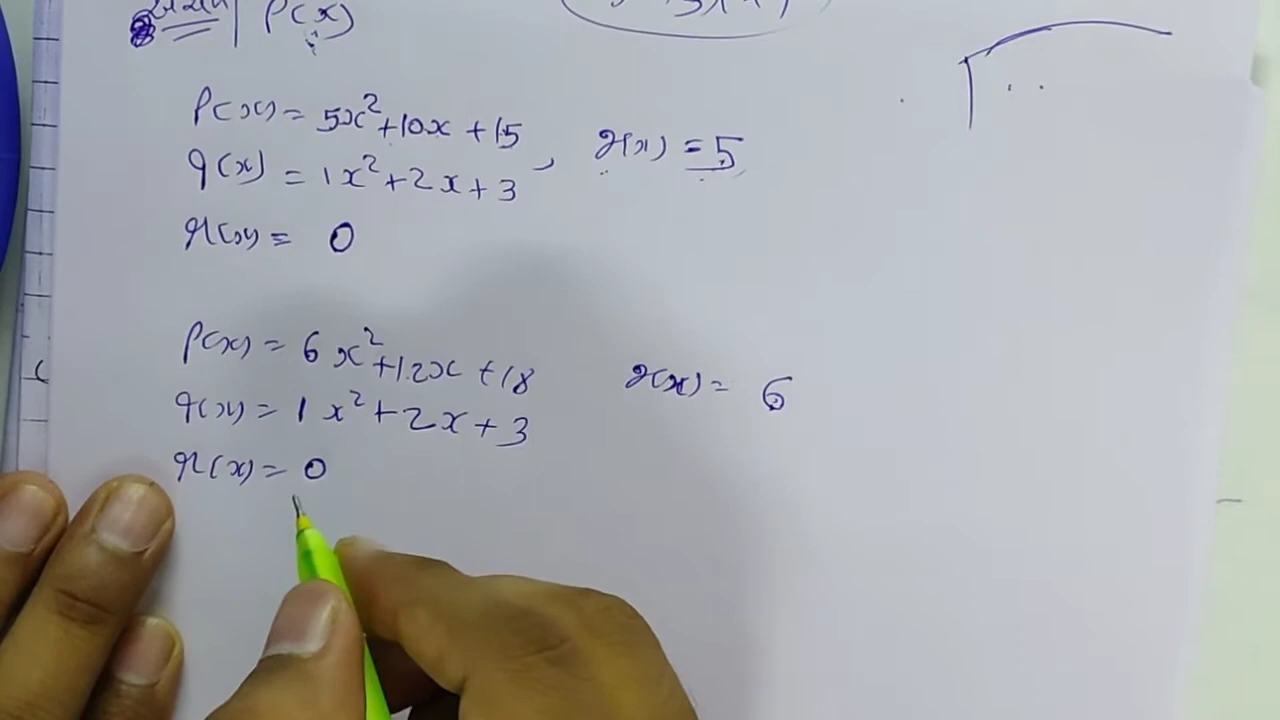 P(x)
P(x) = 5x² + 10x + 15
q(x) = 1x² + 2x + 3 , g(x) = 5
r(x) = 0
P(x) = 6x² + 12x + 18 g(x) = 6
q(x) = 1x² + 2x + 3
r(x) = 0